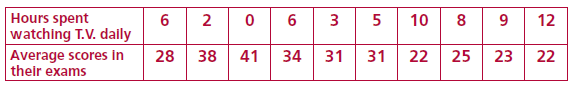 Hours spent
watching T.V. daily 6 2 0 6 3 5 10 8 9 12
Average scores in
their exams 28 38 41 34 31 31 22 25 23 22